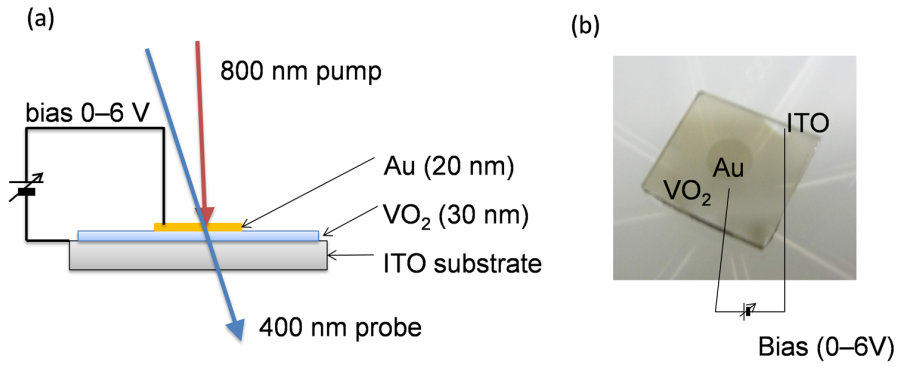 (a)
800 nm pump
bias 0–6 V
Au (20 nm)
VO₂ (30 nm)
ITO substrate
400 nm probe
(b)
ITO
Au
VO₂
Bias (0–6V)